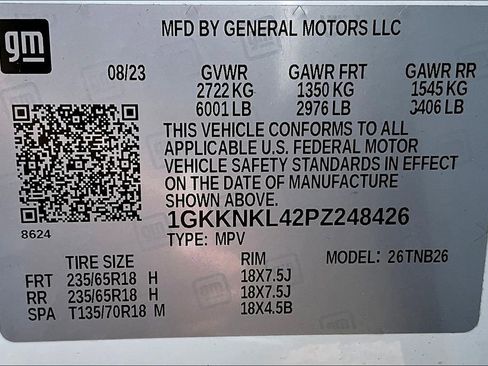 gm
MFD BY GENERAL MOTORS LLC
08/23 GVWR GAWR FRT GAWR RR
2722 KG 1350 KG 1545 KG
6001 LB 2976 LB 3406 LB
THIS VEHICLE CONFORMS TO ALL
APPLICABLE U.S. FEDERAL MOTOR
VEHICLE SAFETY STANDARDS IN EFFECT
ON THE DATE OF MANUFACTURE
SHOWN ABOVE.
8624
1GKKNKL42PZ248426
TYPE: MPV MODEL: 26TNB26
TIRE SIZE RIM
FRT 235/65R18 H 18X7.5J
RR 235/65R18 H 18X7.5J
SPA T135/70R18 M 18X4.5B